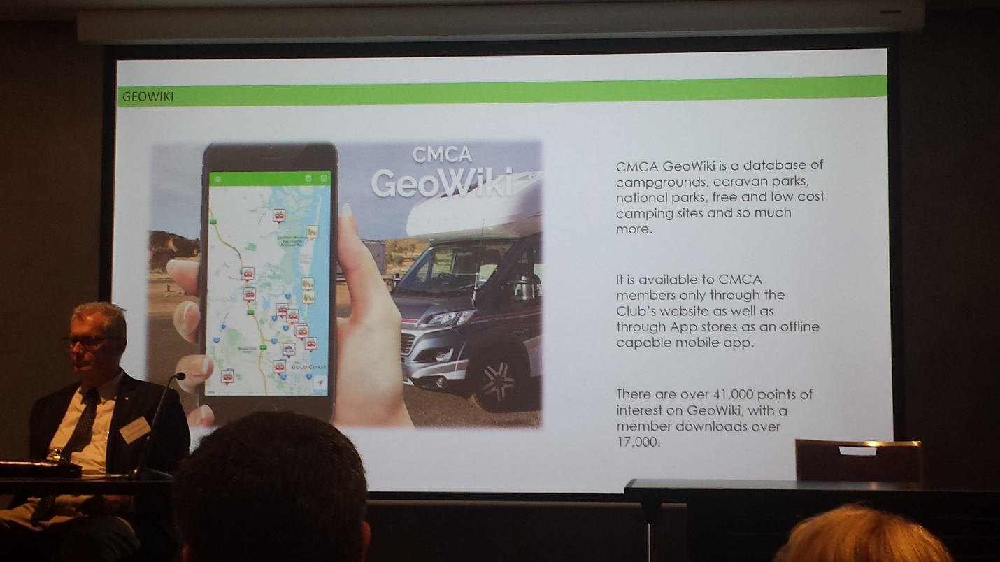 GEOWIKI
CMCA
GeoWiki
GOLD COAST
CMCA GeoWiki is a database of
campgrounds, caravan parks,
national parks, free and low cost
camping sites and so much
more.
It is available to CMCA
members only through the
Club's website as well as
through App stores as an offline
capable mobile app.
There are over 41,000 points of
interest on GeoWiki, with a
member downloads over
17,000.